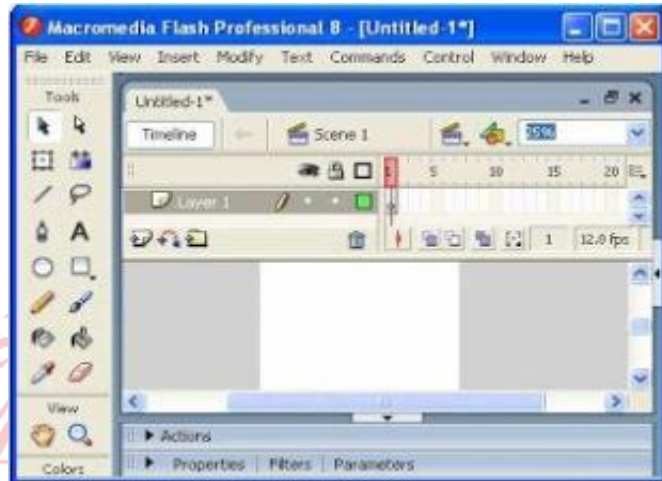 Macromedia Flash Professional 8 - [Untitled-1*]
File Edit View Insert Modify Text Commands Control Window Help
Tools
Untitled-1*
Timeline Scene 1 25%
1 5 10 15 20
Layer 1
1 12.0 fps
View
Actions
Colors
Properties Filters Parameters